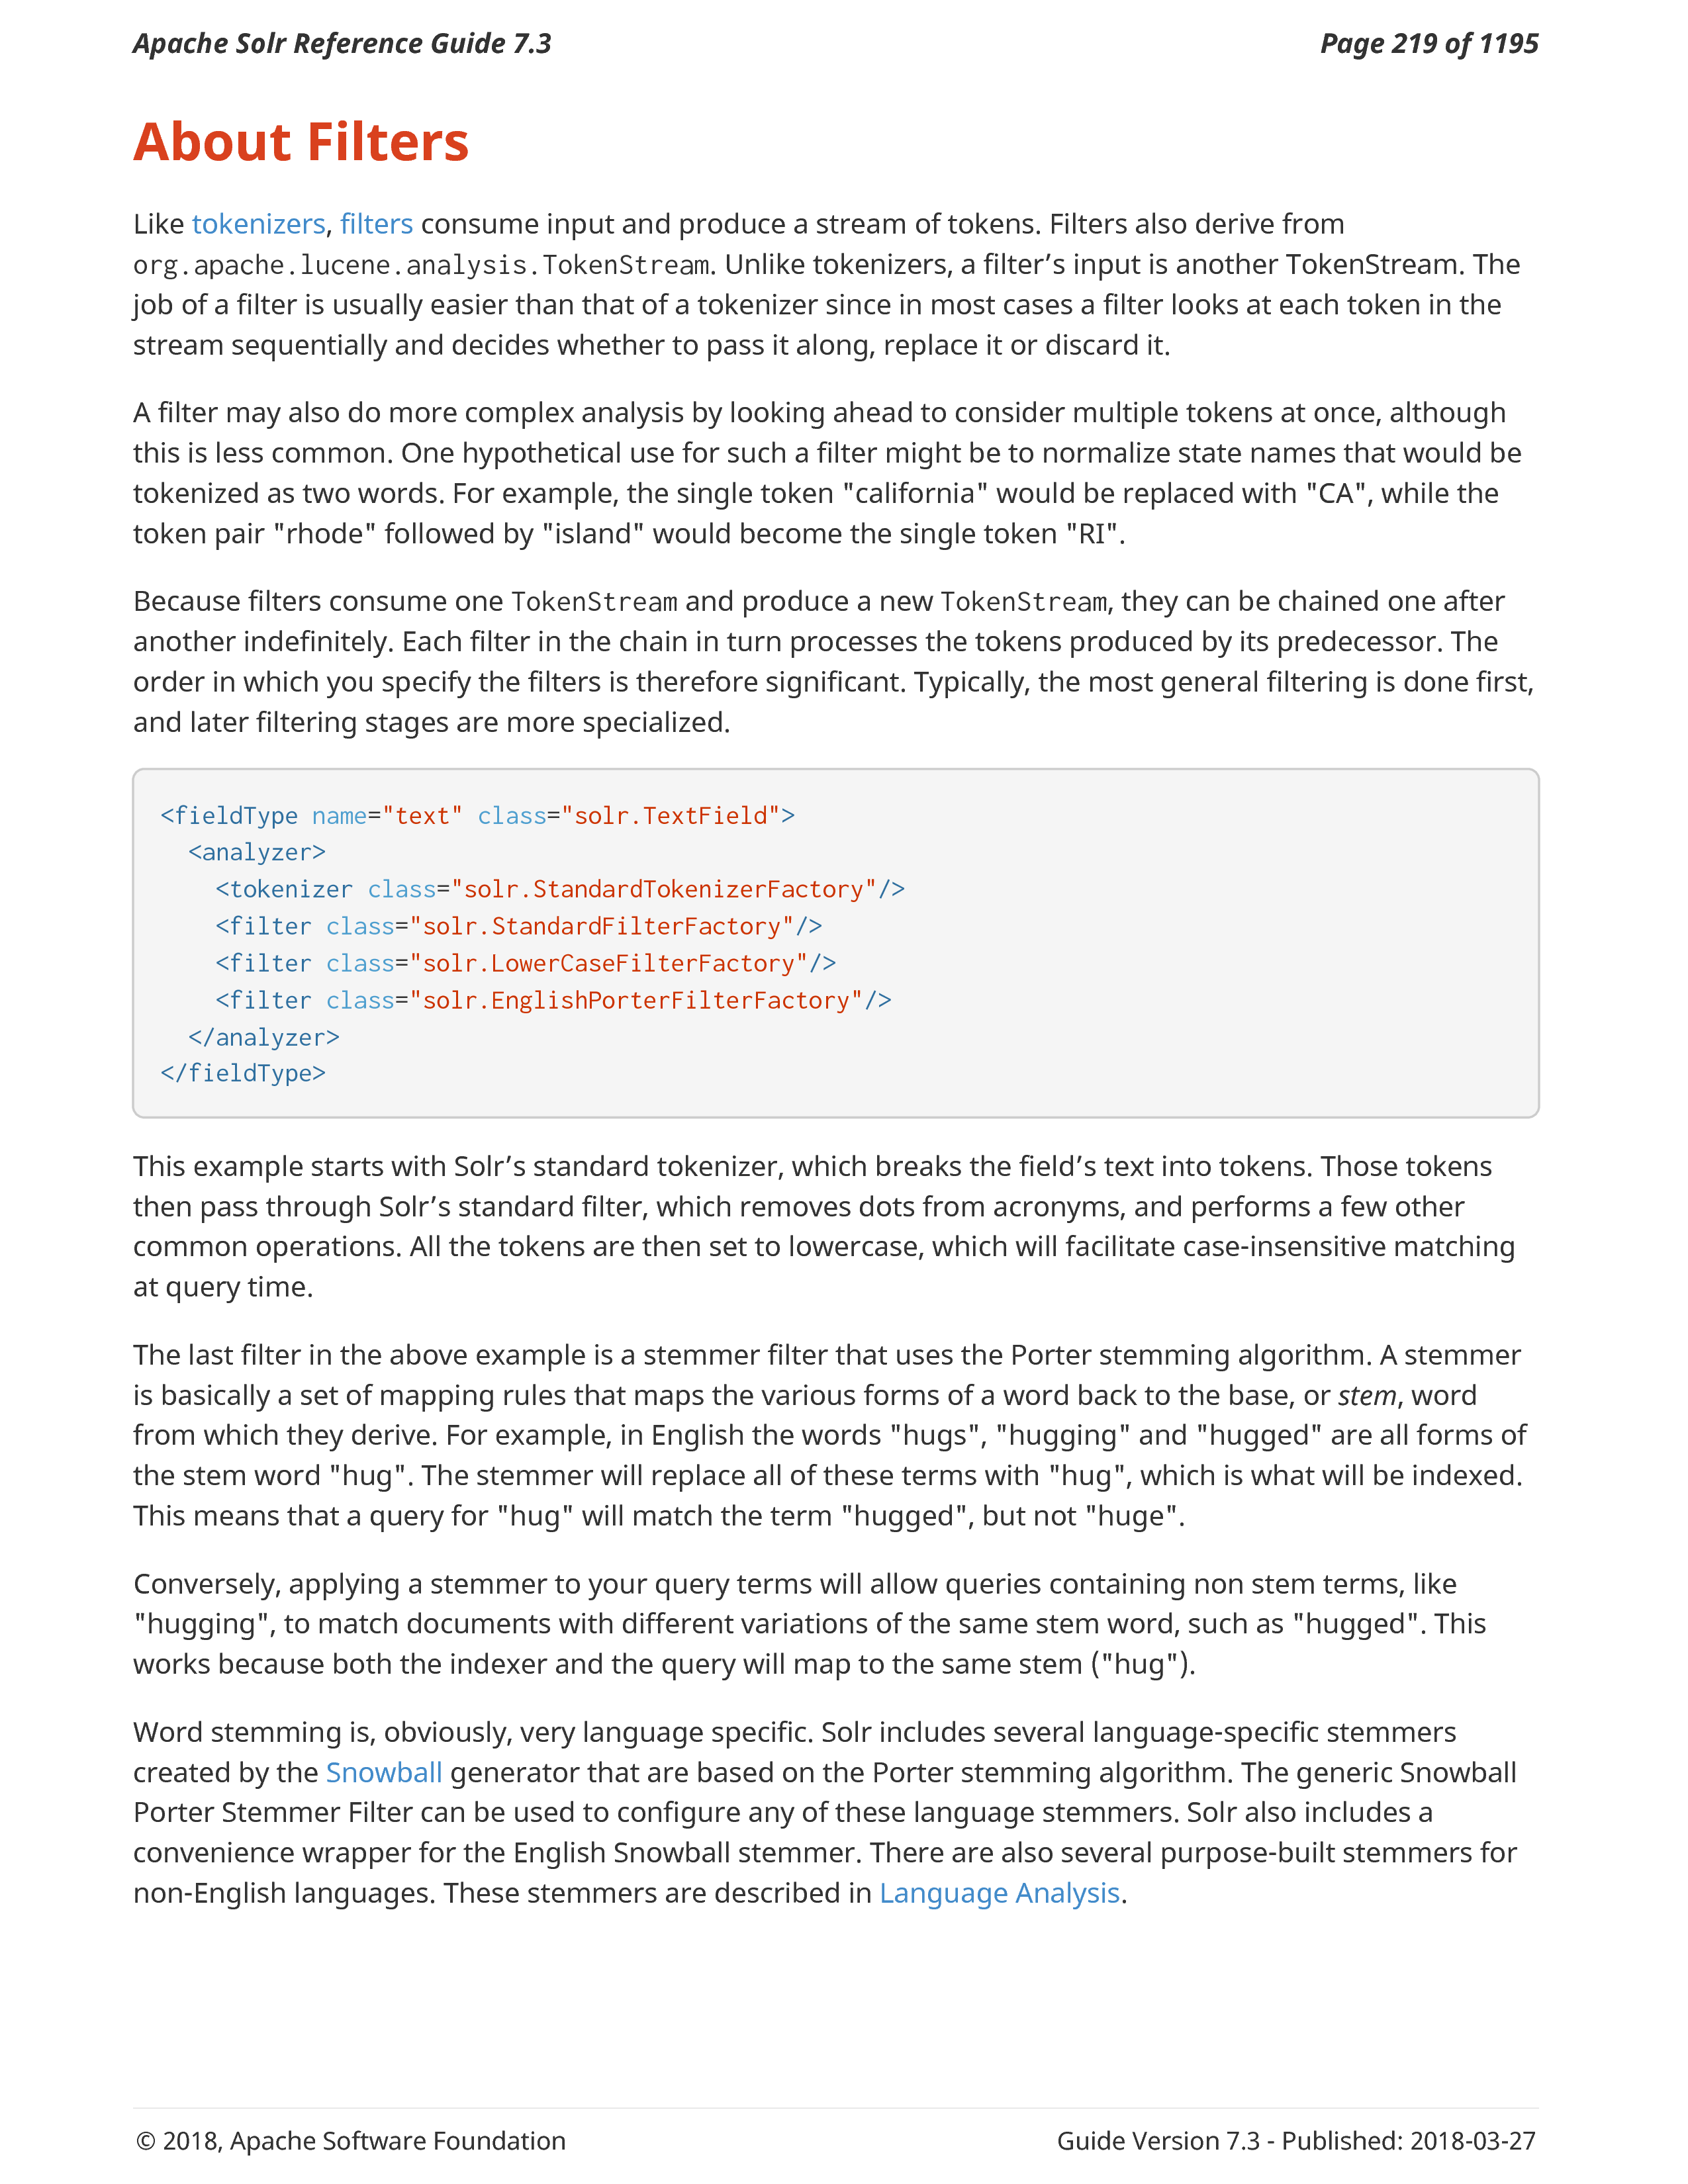 Apache Solr Reference Guide 7.3
Page 219 of 1195
About Filters
Like tokenizers, filters consume input and produce a stream of tokens. Filters also derive from
org.apache.lucene.analysis.TokenStream. Unlike tokenizers, a filter’s input is another TokenStream. The
job of a filter is usually easier than that of a tokenizer since in most cases a filter looks at each token in the
stream sequentially and decides whether to pass it along, replace it or discard it.
A filter may also do more complex analysis by looking ahead to consider multiple tokens at once, although
this is less common. One hypothetical use for such a filter might be to normalize state names that would be
tokenized as two words. For example, the single token "california" would be replaced with "CA", while the
token pair "rhode" followed by "island" would become the single token "RI".
Because filters consume one TokenStream and produce a new TokenStream, they can be chained one after
another indefinitely. Each filter in the chain in turn processes the tokens produced by its predecessor. The
order in which you specify the filters is therefore significant. Typically, the most general filtering is done first,
and later filtering stages are more specialized.
<fieldType name="text" class="solr.TextField">
  <analyzer>
    <tokenizer class="solr.StandardTokenizerFactory"/>
    <filter class="solr.StandardFilterFactory"/>
    <filter class="solr.LowerCaseFilterFactory"/>
    <filter class="solr.EnglishPorterFilterFactory"/>
  </analyzer>
</fieldType>
This example starts with Solr’s standard tokenizer, which breaks the field’s text into tokens. Those tokens
then pass through Solr’s standard filter, which removes dots from acronyms, and performs a few other
common operations. All the tokens are then set to lowercase, which will facilitate case-insensitive matching
at query time.
The last filter in the above example is a stemmer filter that uses the Porter stemming algorithm. A stemmer
is basically a set of mapping rules that maps the various forms of a word back to the base, or stem, word
from which they derive. For example, in English the words "hugs", "hugging" and "hugged" are all forms of
the stem word "hug". The stemmer will replace all of these terms with "hug", which is what will be indexed.
This means that a query for "hug" will match the term "hugged", but not "huge".
Conversely, applying a stemmer to your query terms will allow queries containing non stem terms, like
"hugging", to match documents with different variations of the same stem word, such as "hugged". This
works because both the indexer and the query will map to the same stem ("hug").
Word stemming is, obviously, very language specific. Solr includes several language-specific stemmers
created by the Snowball generator that are based on the Porter stemming algorithm. The generic Snowball
Porter Stemmer Filter can be used to configure any of these language stemmers. Solr also includes a
convenience wrapper for the English Snowball stemmer. There are also several purpose-built stemmers for
non-English languages. These stemmers are described in Language Analysis.
© 2018, Apache Software Foundation
Guide Version 7.3 - Published: 2018-03-27